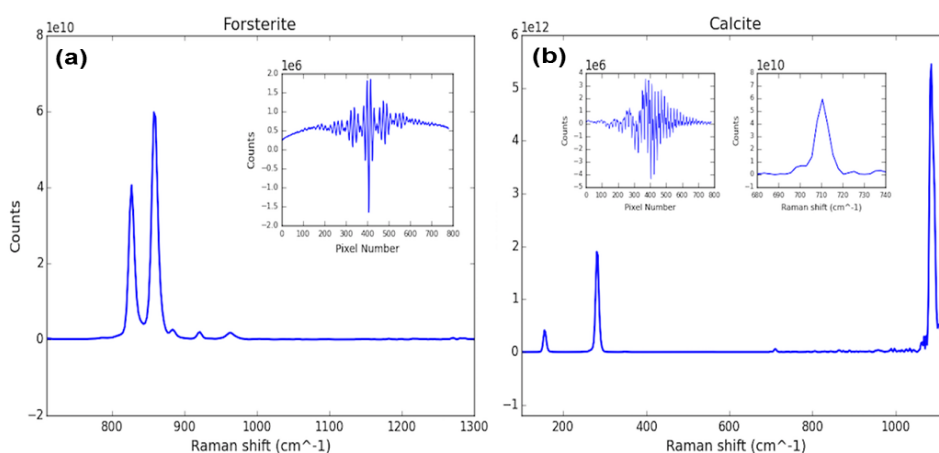 Forsterite
1e10
(a)
8
6
4
2
0
−2
Counts
800 900 1000 1100 1200 1300
Raman shift (cm^-1)
1e6
2.0
1.5
1.0
0.5
0.0
−0.5
−1.0
−1.5
−2.0
Counts
0 100 200 300 400 500 600 700 800
Pixel Number
Calcite
1e12
(b)
6
5
4
3
2
1
0
−1
200 400 600 800 1000
Raman shift (cm^-1)
1e6
4
3
2
1
0
−1
−2
−3
−4
−5
Counts
0 100 200 300 400 500 600 700 800
Pixel Number
1e10
8
7
6
5
4
3
2
1
0
−1
Counts
680 690 700 710 720 730 740
Raman shift (cm^-1)